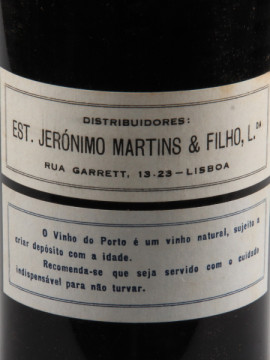 DISTRIBUIDORES:
EST. JERÓNIMO MARTINS & FILHO, L.DA
RUA GARRETT, 13-23—LISBOA
O Vinho do Porto é um vinho natural, sujeito a
criar depósito com a idade.
Recomenda-se que seja servido com o cuidado
indispensável para não turvar.